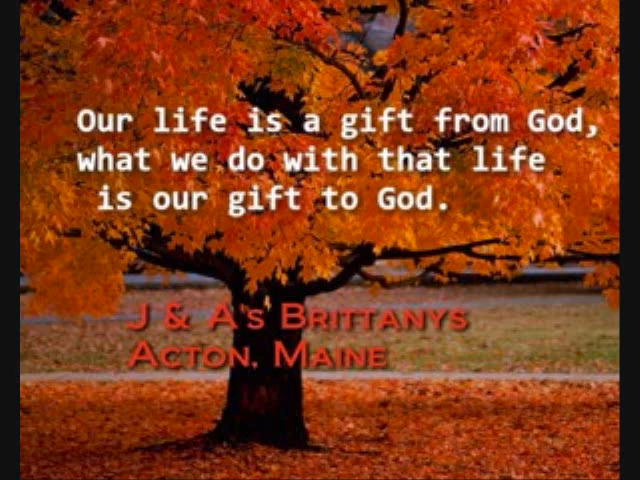 Our life is a gift from God,
what we do with that life
is our gift to God.
J & A's Brittanys
Acton, Maine